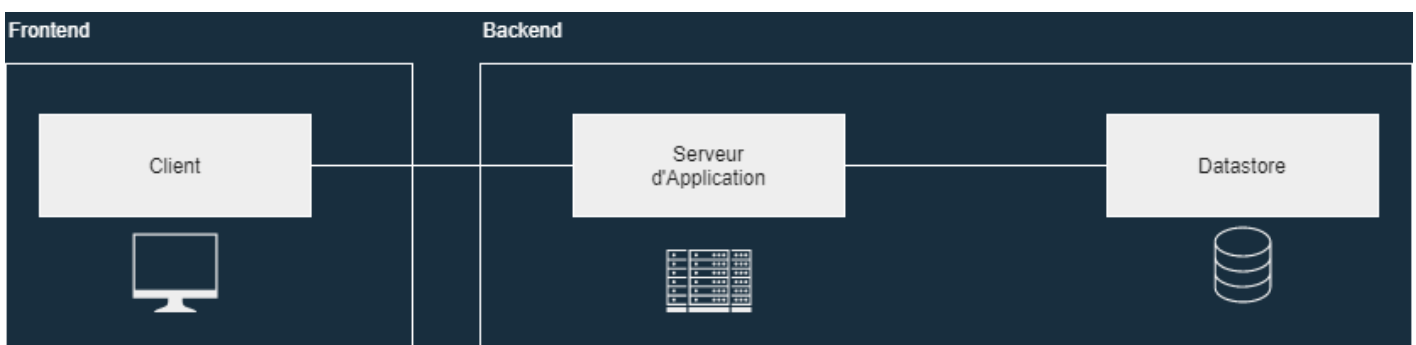 Frontend
Backend
Client
Serveur
d'Application
Datastore